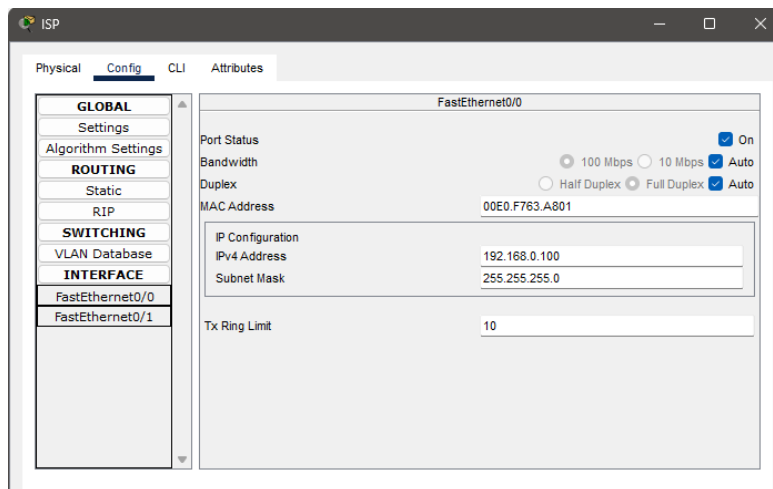 ISP
Physical Config CLI Attributes
GLOBAL
Settings
Algorithm Settings
ROUTING
Static
RIP
SWITCHING
VLAN Database
INTERFACE
FastEthernet0/0
FastEthernet0/1
FastEthernet0/0
Port Status On
Bandwidth 100 Mbps 10 Mbps Auto
Duplex Half Duplex Full Duplex Auto
MAC Address 00E0.F763.A801
IP Configuration
IPv4 Address 192.168.0.100
Subnet Mask 255.255.255.0
Tx Ring Limit 10